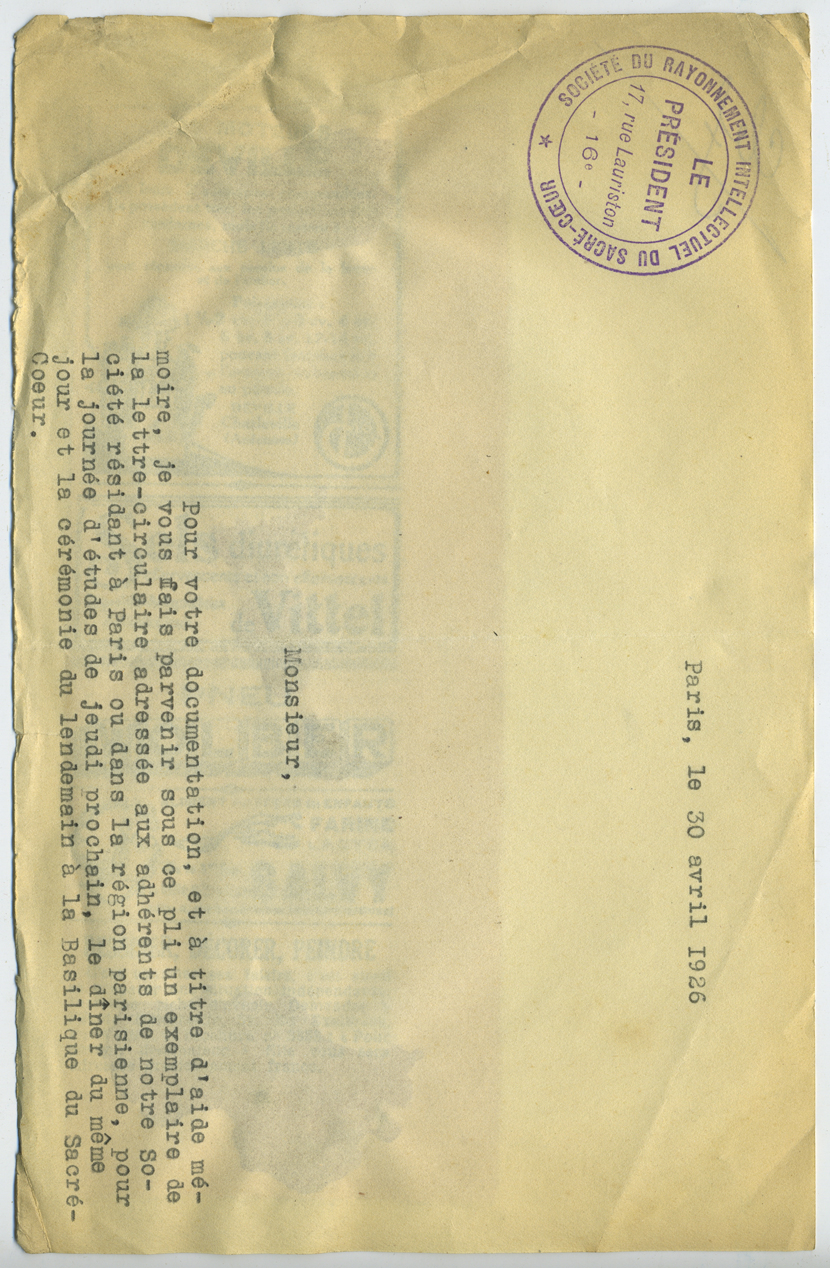 SOCIÉTÉ DU RAYONNEMENT INTELLECTUEL DU SACRÉ-CŒUR *
LE
PRÉSIDENT
17, rue Lauriston
- 16e -
Paris, le 30 avril I926
Monsieur,
Pour votre documentation, et à titre d'aide mé-
moire, je vous fais parvenir sous ce pli un exemplaire de
la lettre-circulaire adressée aux adhérents de notre So-
ciété résidant à Paris ou dans la région parisienne, pour
la journée d'études de jeudi prochain, le dîner du même
jour et la cérémonie du lendemain à la Basilique du Sacré-
Coeur.
Vittel